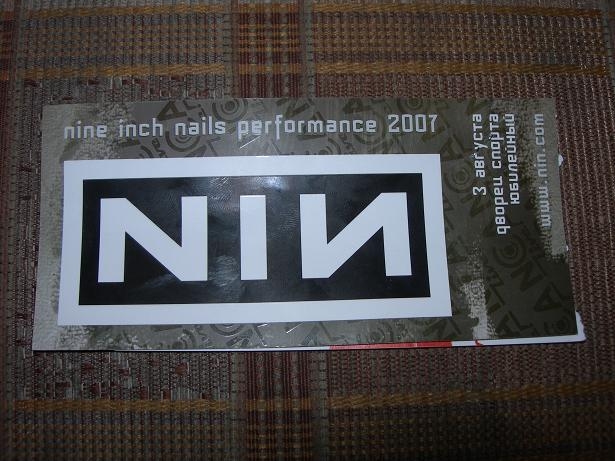 nine inch nails performance 2007
NIN
3 августа
дворец спорта
юбилейный
www.nin.com